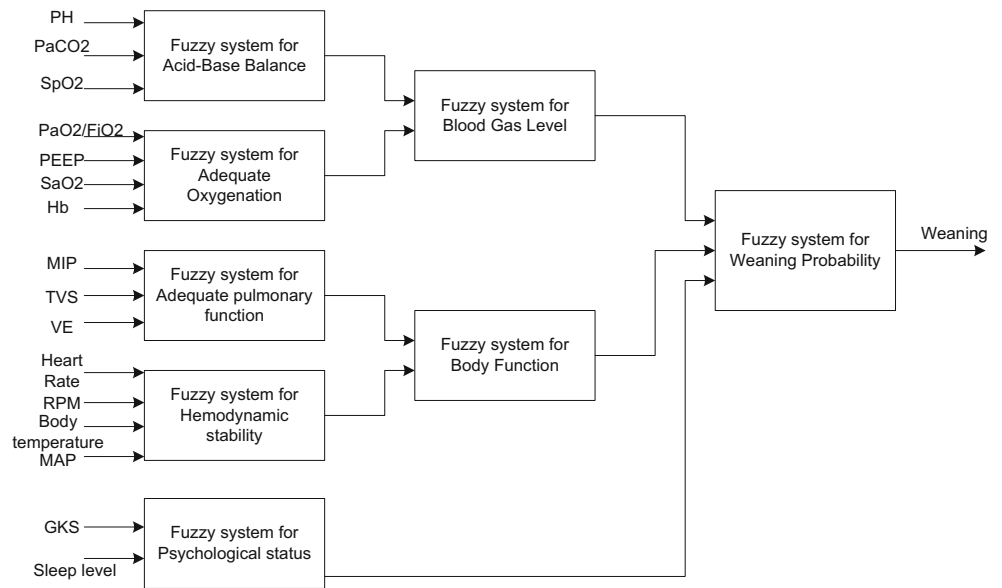 PH
PaCO2
SpO2
Fuzzy system for
Acid-Base Balance
PaO2/FiO2
PEEP
SaO2
Hb
Fuzzy system for
Adequate
Oxygenation
Fuzzy system for
Blood Gas Level
MIP
TVS
VE
Fuzzy system for
Adequate pulmonary
function
Heart
Rate
RPM
Body
temperature
MAP
Fuzzy system for
Hemodynamic
stability
Fuzzy system for
Body Function
GKS
Sleep level
Fuzzy system for
Psychological status
Fuzzy system for
Weaning Probability
Weaning